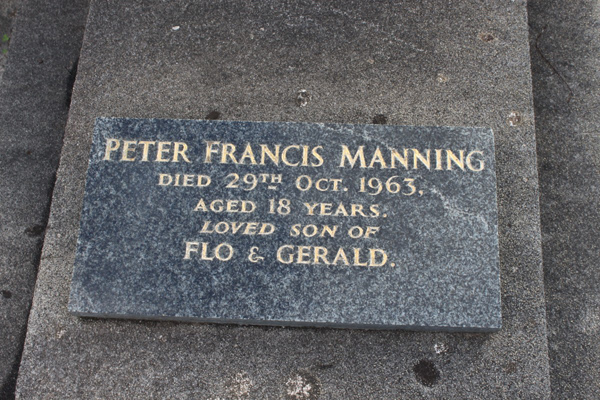 PETER FRANCIS MANNING
DIED 29TH OCT. 1963,
AGED 18 YEARS.
LOVED SON OF
FLO & GERALD.